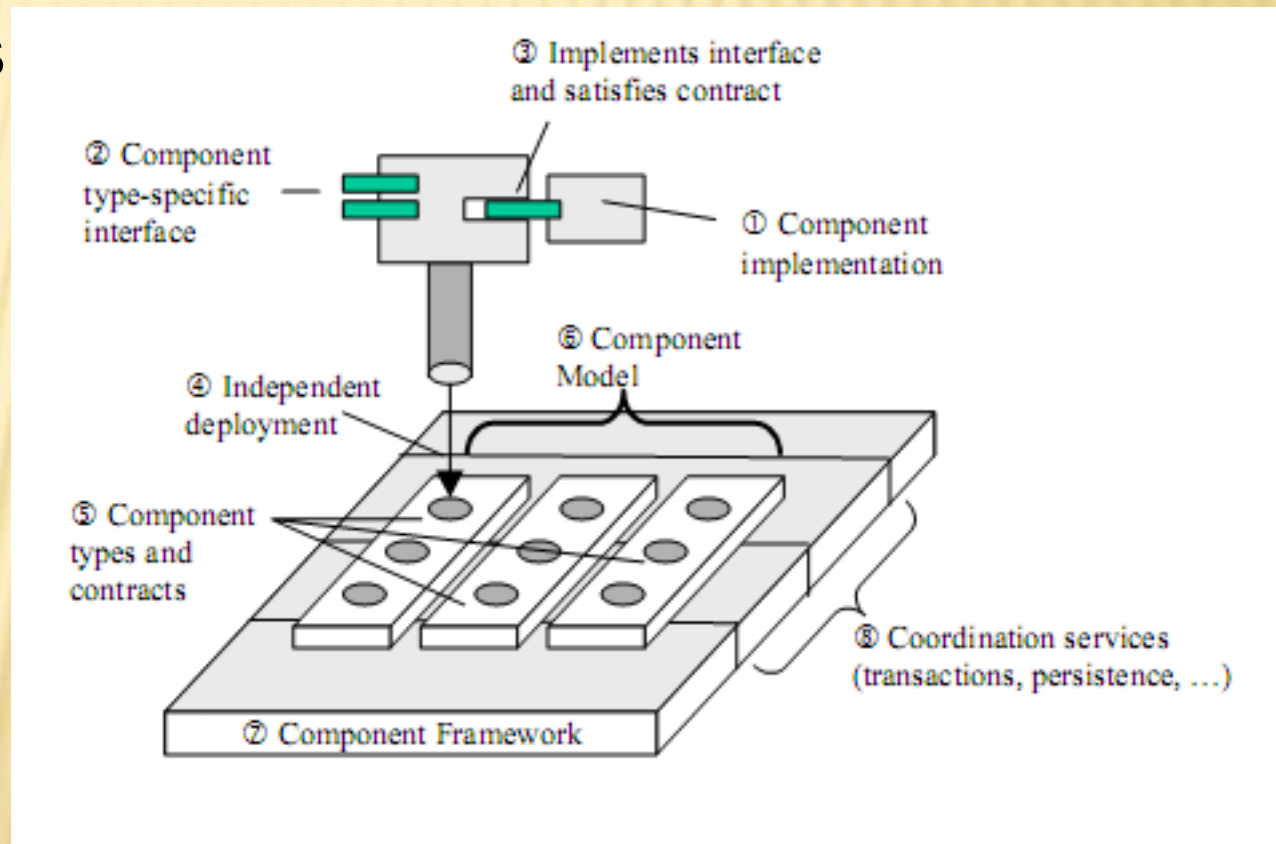 s
③ Implements interface
and satisfies contract
② Component
type-specific
interface
① Component
implementation
⑥ Component
Model
④ Independent
deployment
⑤ Component
types and
contracts
⑧ Coordination services
(transactions, persistence, …)
⑦ Component Framework